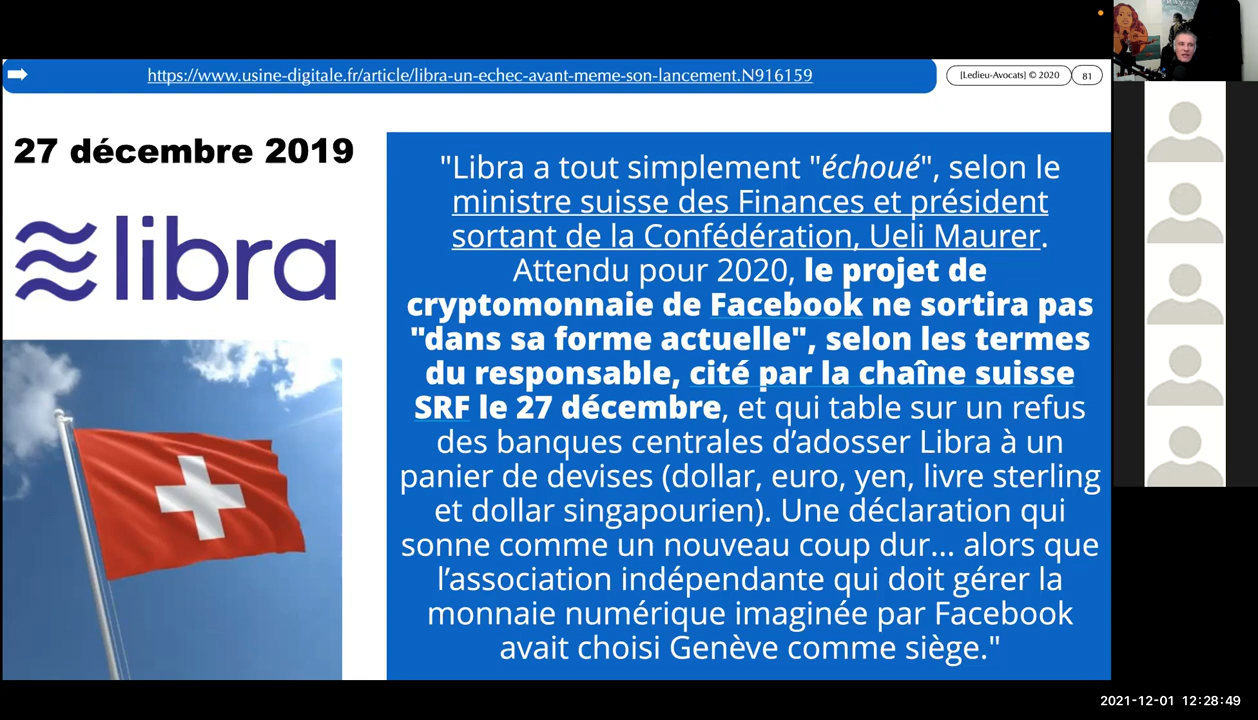 https://www.usine-digitale.fr/article/libra-un-echec-avant-meme-son-lancement.N916159
[Ledieu-Avocats] © 2020
81
27 décembre 2019
libra
"Libra a tout simplement "échoué", selon le
ministre suisse des Finances et président
sortant de la Confédération, Ueli Maurer.
Attendu pour 2020, le projet de
cryptomonnaie de Facebook ne sortira pas
"dans sa forme actuelle", selon les termes
du responsable, cité par la chaîne suisse
SRF le 27 décembre, et qui table sur un refus
des banques centrales d’adosser Libra à un
panier de devises (dollar, euro, yen, livre sterling
et dollar singapourien). Une déclaration qui
sonne comme un nouveau coup dur... alors que
l’association indépendante qui doit gérer la
monnaie numérique imaginée par Facebook
avait choisi Genève comme siège."
2021-12-01 12:28:49